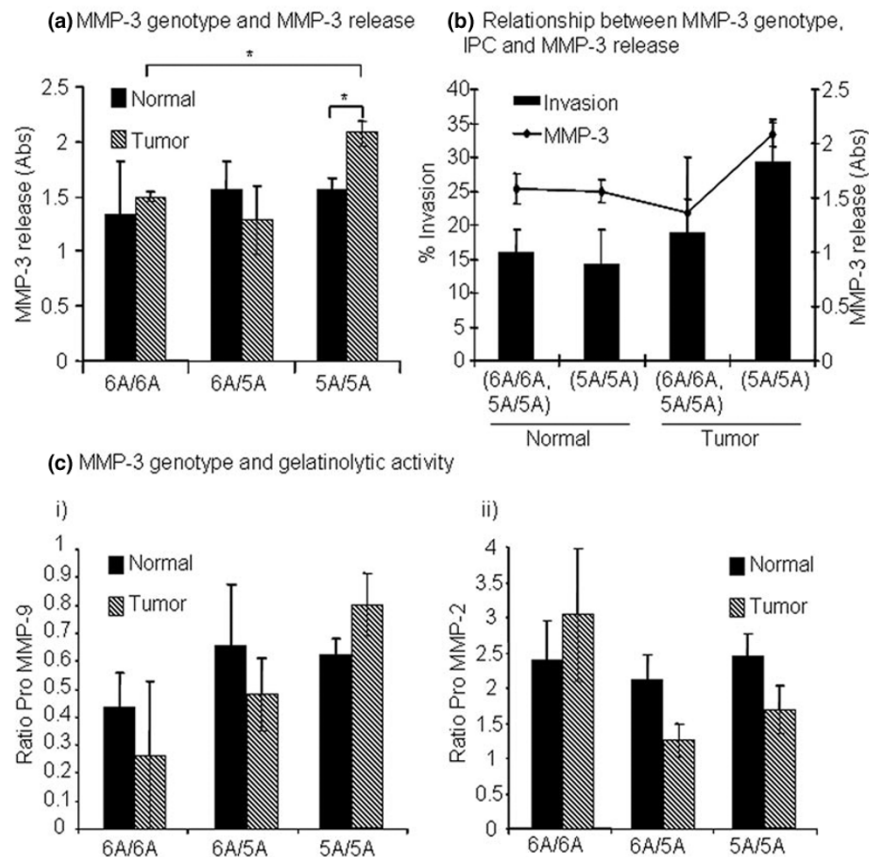 (a) MMP-3 genotype and MMP-3 release
*
*
Normal
Tumor
MMP-3 release (Abs)
2.5
2
1.5
1
0.5
0
6A/6A
6A/5A
5A/5A
(b) Relationship between MMP-3 genotype,
IPC and MMP-3 release
Invasion
MMP-3
% Invasion
40
35
30
25
20
15
10
5
0
2.5
2
1.5
1
0.5
0
MMP-3 release (Abs)
(6A/6A,
5A/5A)
(5A/5A)
(6A/6A,
5A/5A)
(5A/5A)
Normal
Tumor
(c) MMP-3 genotype and gelatinolytic activity
i)
Normal
Tumor
Ratio Pro MMP-9
1
0.9
0.8
0.7
0.6
0.5
0.4
0.3
0.2
0.1
0
6A/6A
6A/5A
5A/5A
ii)
Normal
Tumor
Ratio Pro MMP-2
4
3.5
3
2.5
2
1.5
1
0.5
0
6A/6A
6A/5A
5A/5A